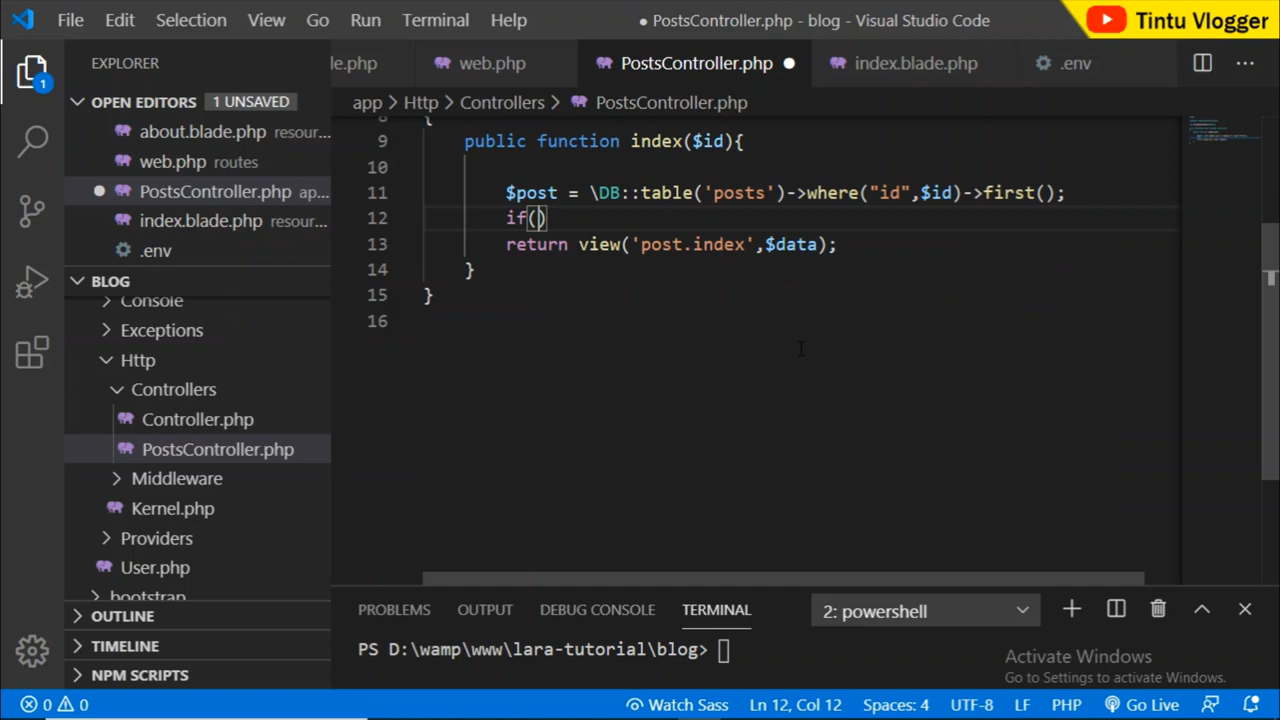 File Edit Selection View Go Run Terminal Help
● PostsController.php - blog - Visual Studio Code
Tintu Vlogger
EXPLORER
1
OPEN EDITORS 1 UNSAVED
about.blade.php resour...
web.php routes
PostsController.php ap...
index.blade.php resour...
.env
BLOG
Console
Exceptions
Http
Controllers
Controller.php
PostsController.php
Middleware
Kernel.php
Providers
User.php
bootstrap
OUTLINE
TIMELINE
NPM SCRIPTS
de.php web.php PostsController.php ● index.blade.php .env ...
app > Http > Controllers > PostsController.php
8 {
9 public function index($id){
10
11 $post = \DB::table('posts')->where("id",$id)->first();
12 if()
13 return view('post.index',$data);
14 }
15 }
16
PROBLEMS OUTPUT DEBUG CONSOLE TERMINAL 2: powershell
PS D:\wamp\www\lara-tutorial\blog>
Activate Windows
Go to Settings to activate Windows.
0 0 Watch Sass Ln 12, Col 12 Spaces: 4 UTF-8 LF PHP Go Live